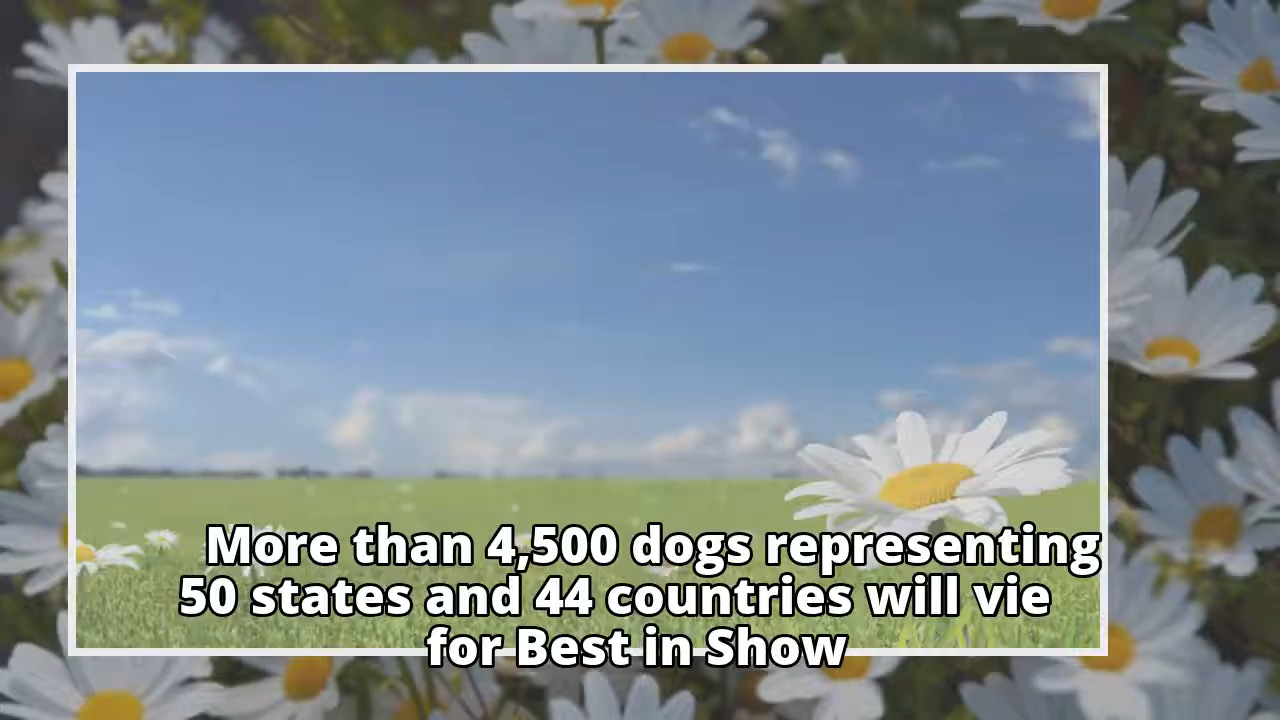 More than 4,500 dogs representing
50 states and 44 countries will vie
for Best in Show